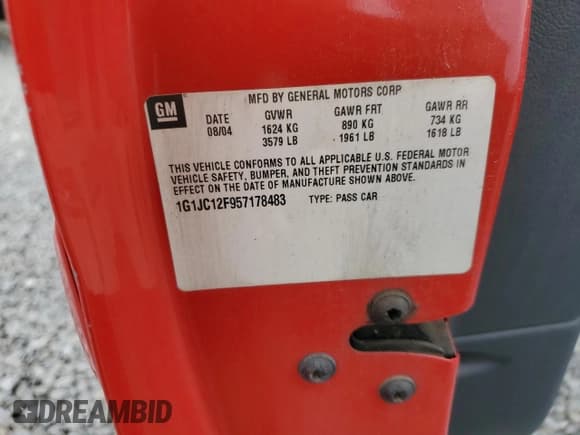 GM
MFD BY GENERAL MOTORS CORP
DATE GVWR GAWR FRT GAWR RR
08/04 1624 KG 890 KG 734 KG
3579 LB 1961 LB 1618 LB
THIS VEHICLE CONFORMS TO ALL APPLICABLE U.S. FEDERAL MOTOR
VEHICLE SAFETY, BUMPER, AND THEFT PREVENTION STANDARDS IN
EFFECT ON THE DATE OF MANUFACTURE SHOWN ABOVE.
1G1JC12F957178483 TYPE: PASS CAR
DREAMBID